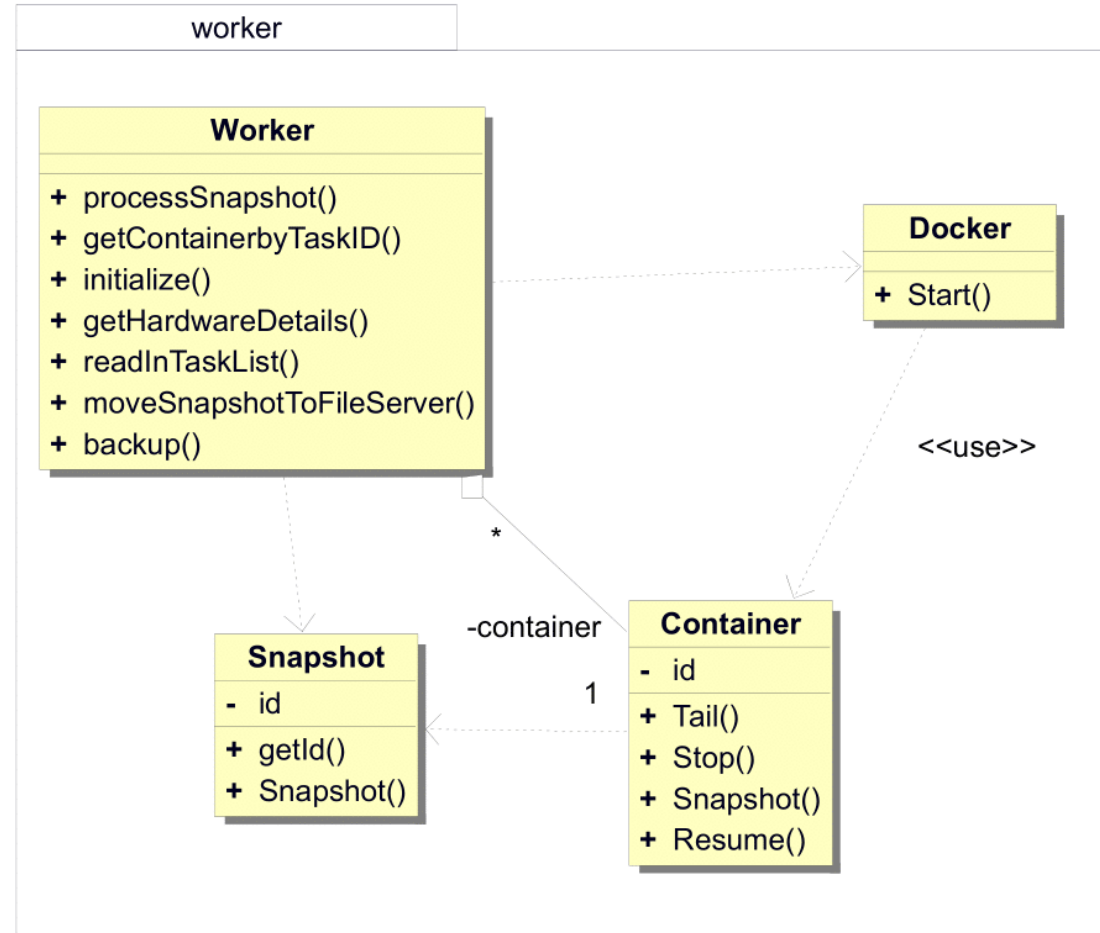 worker
Worker
+ processSnapshot()
+ getContainerbyTaskID()
+ initialize()
+ getHardwareDetails()
+ readInTaskList()
+ moveSnapshotToFileServer()
+ backup()
Docker
+ Start()
<<use>>
*
-container
1
Snapshot
- id
+ getId()
+ Snapshot()
Container
- id
+ Tail()
+ Stop()
+ Snapshot()
+ Resume()